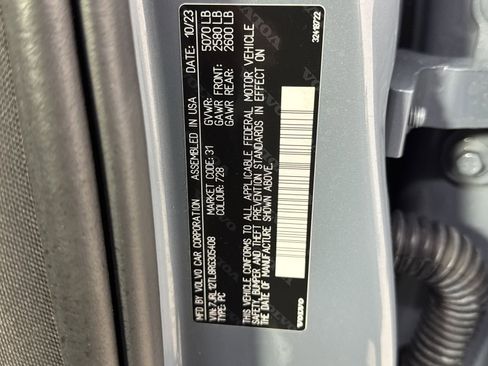 MFD BY VOLVO CAR CORPORATION ASSEMBLED IN USA DATE: 10/23
VIN: 7JRL12TL8RG305408 GVWR: 5070 LB
TYPE: PC MARKET CODE: 31 GAWR FRONT: 2580 LB
COLOUR: 728 GAWR REAR: 2600 LB
THIS VEHICLE CONFORMS TO ALL APPLICABLE FEDERAL MOTOR VEHICLE
SAFETY, BUMPER AND THEFT PREVENTION STANDARDS IN EFFECT ON
THE DATE OF MANUFACTURE SHOWN ABOVE.
VOLVO 32419722